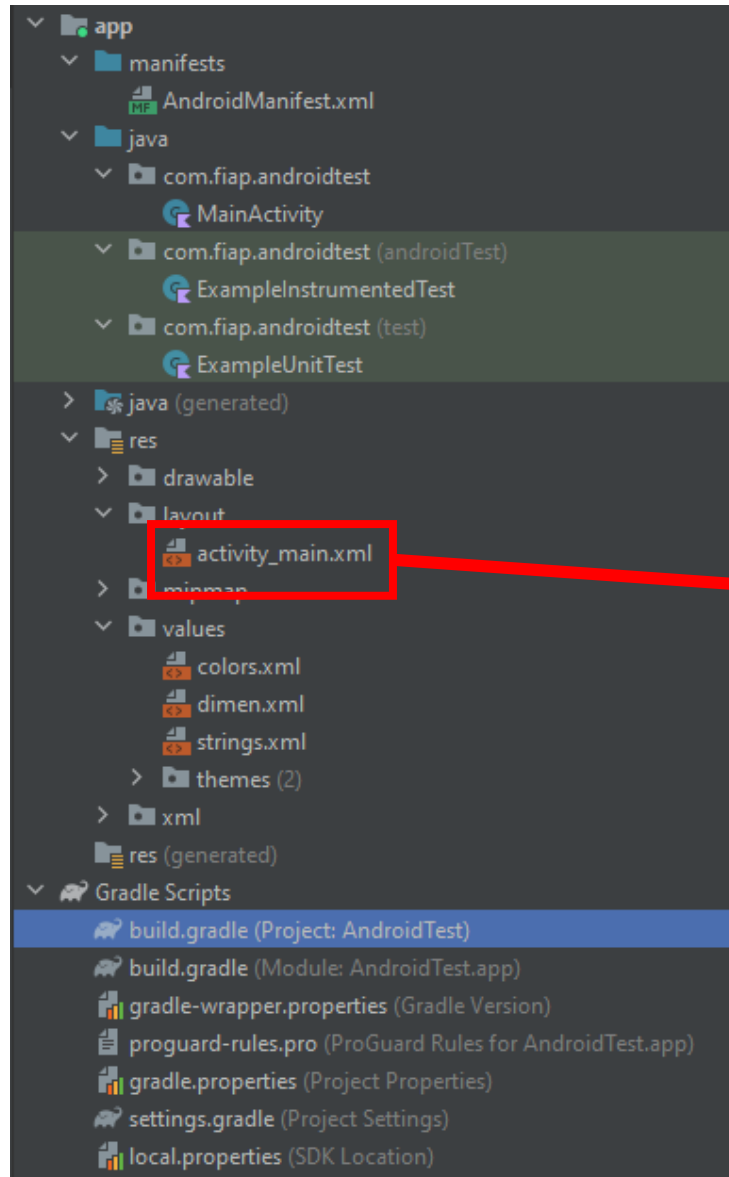 app
manifests
MF AndroidManifest.xml
java
com.fiap.androidtest
MainActivity
com.fiap.androidtest (androidTest)
ExampleInstrumentedTest
com.fiap.androidtest (test)
ExampleUnitTest
java (generated)
res
drawable
layout
activity_main.xml
mipmap
values
colors.xml
dimen.xml
strings.xml
themes (2)
xml
res (generated)
Gradle Scripts
build.gradle (Project: AndroidTest)
build.gradle (Module: AndroidTest.app)
gradle-wrapper.properties (Gradle Version)
proguard-rules.pro (ProGuard Rules for AndroidTest.app)
gradle.properties (Project Properties)
settings.gradle (Project Settings)
local.properties (SDK Location)